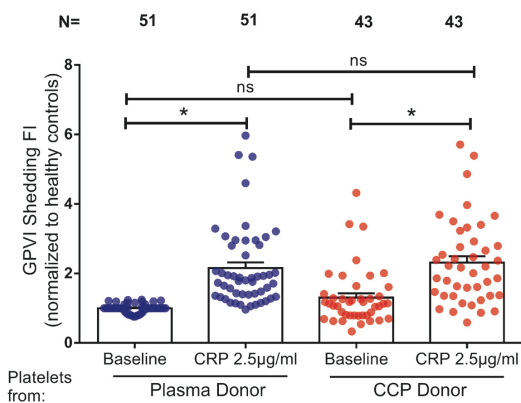 N= 51 51 43 43
ns
ns
* *
GPVI Shedding FI
(normalized to healthy controls)
8
6
4
2
0
Baseline CRP 2.5µg/ml Baseline CRP 2.5µg/ml
Platelets
from: Plasma Donor CCP Donor